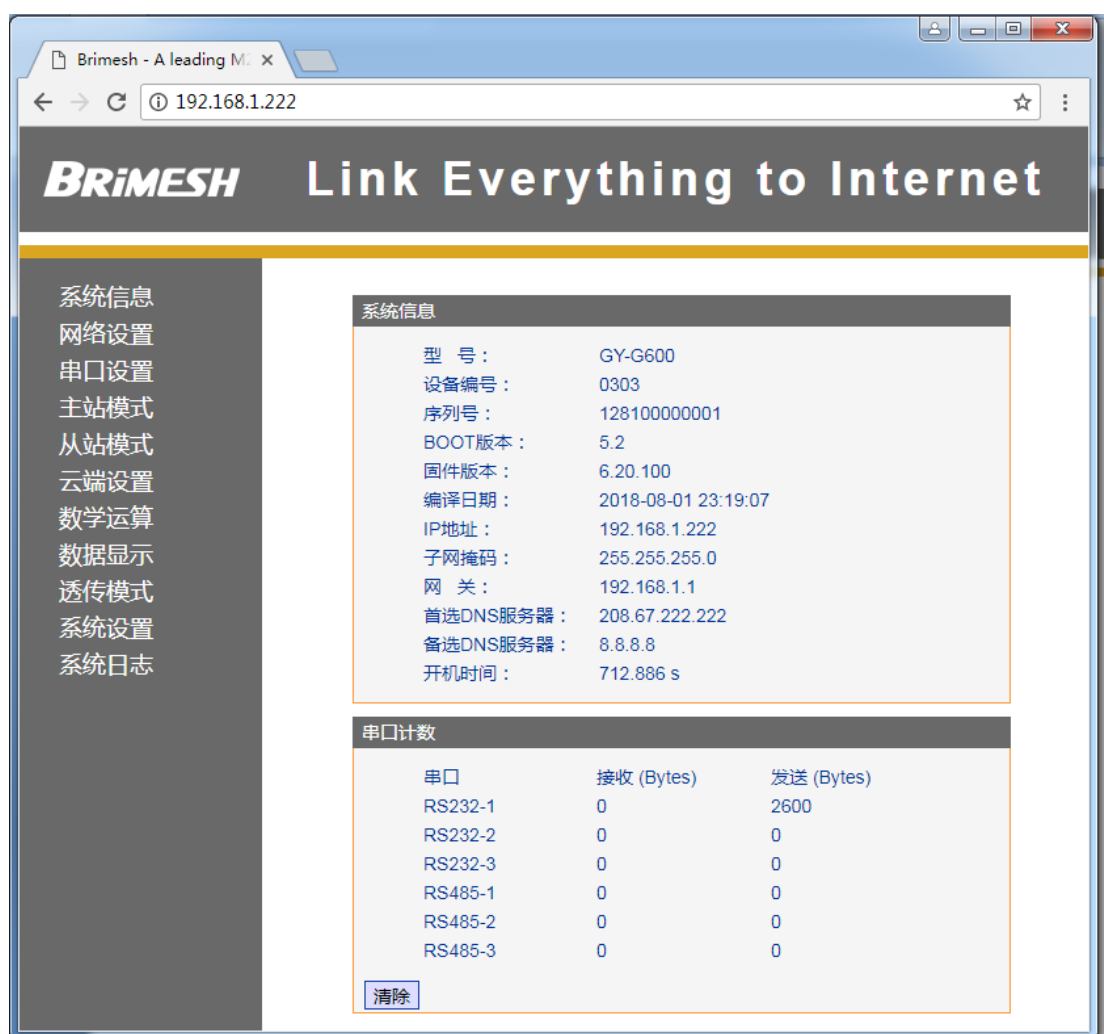 Brimesh - A leading M
192.168.1.222
BRiMESH Link Everything to Internet
系统信息
网络设置
串口设置
主站模式
从站模式
云端设置
数学运算
数据显示
透传模式
系统设置
系统日志
系统信息
型 号： GY-G600
设备编号： 0303
序列号： 128100000001
BOOT版本： 5.2
固件版本： 6.20.100
编译日期： 2018-08-01 23:19:07
IP地址： 192.168.1.222
子网掩码： 255.255.255.0
网 关： 192.168.1.1
首选DNS服务器： 208.67.222.222
备选DNS服务器： 8.8.8.8
开机时间： 712.886 s
串口计数
串口 接收 (Bytes) 发送 (Bytes)
RS232-1 0 2600
RS232-2 0 0
RS232-3 0 0
RS485-1 0 0
RS485-2 0 0
RS485-3 0 0
清除